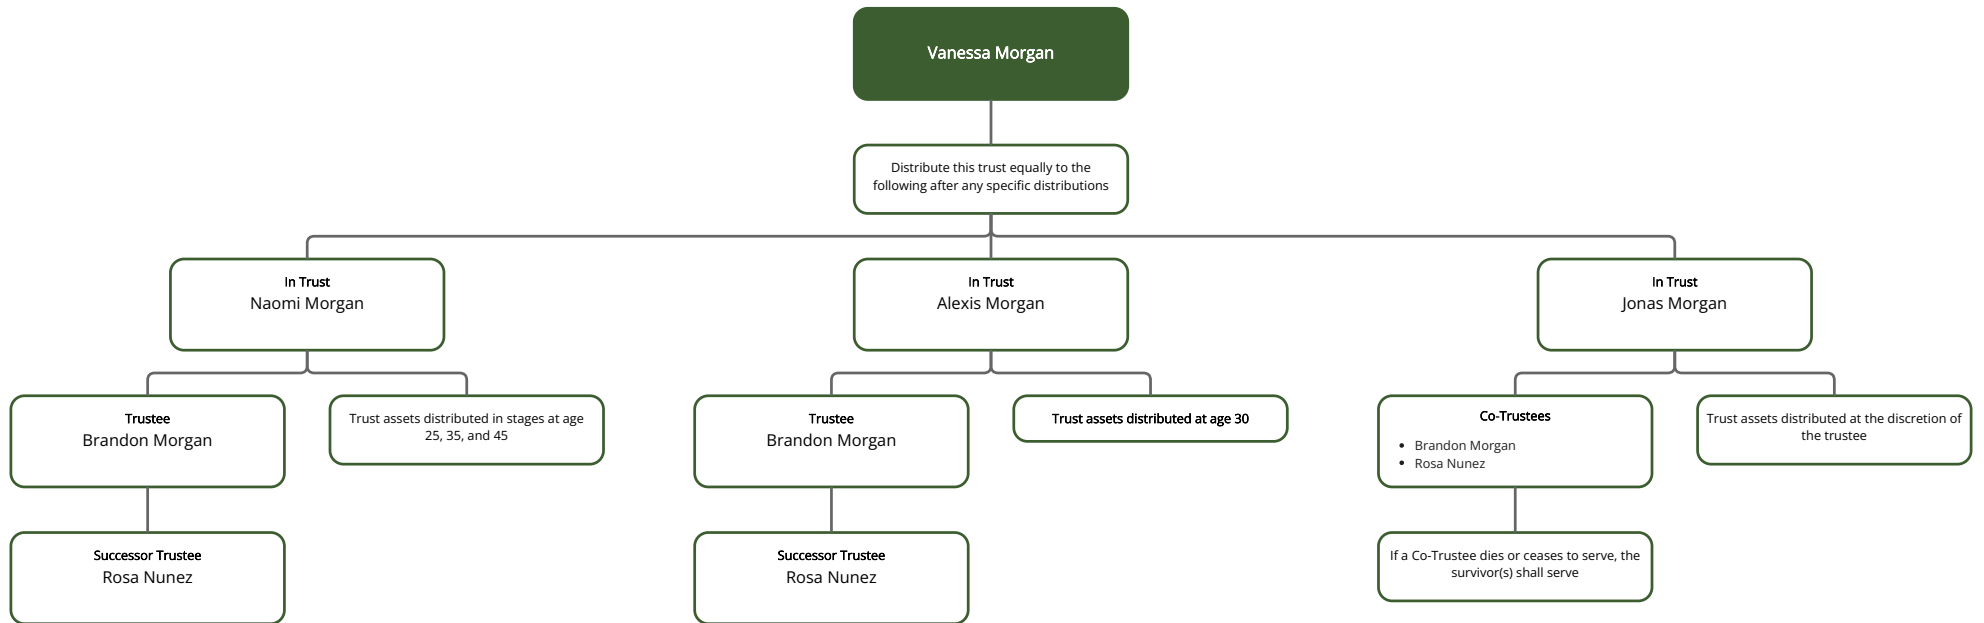 Vanessa Morgan
Distribute this trust equally to the
following after any specific distributions
In Trust
Naomi Morgan
In Trust
Alexis Morgan
In Trust
Jonas Morgan
Trustee
Brandon Morgan
Trust assets distributed in stages at age
25, 35, and 45
Trustee
Brandon Morgan
Trust assets distributed at age 30
Co-Trustees
• Brandon Morgan
• Rosa Nunez
Trust assets distributed at the discretion of
the trustee
Successor Trustee
Rosa Nunez
Successor Trustee
Rosa Nunez
If a Co-Trustee dies or ceases to serve, the
survivor(s) shall serve